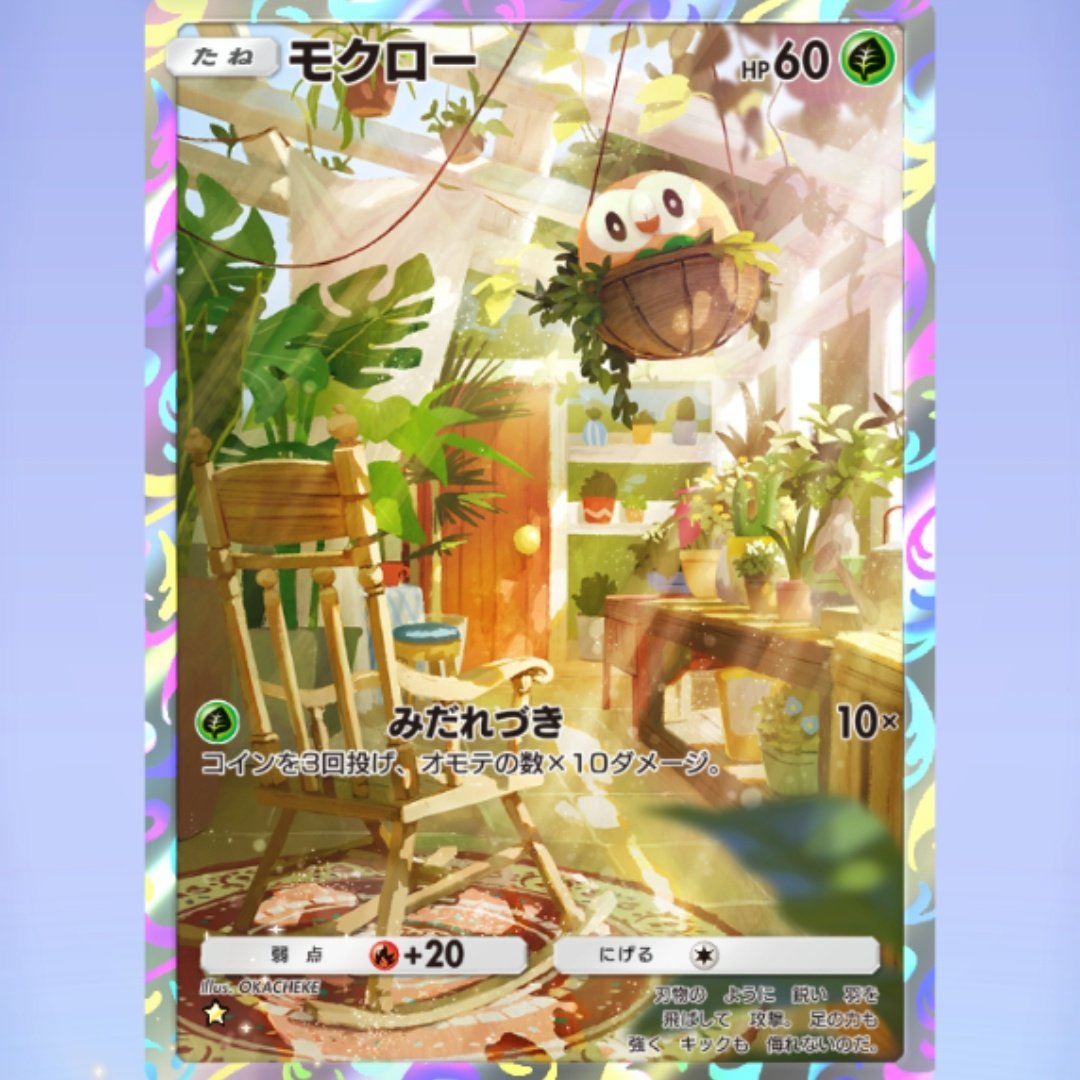 たね モクロー HP60
みだれづき 10×
コインを3回投げ、オモテの数×10ダメージ。
弱点 +20 にげる
illus. OKACHEKE
刃物の ように 鋭い 羽を
飛ばして 攻撃。 足の力も
強く キックも 侮れないのだ。